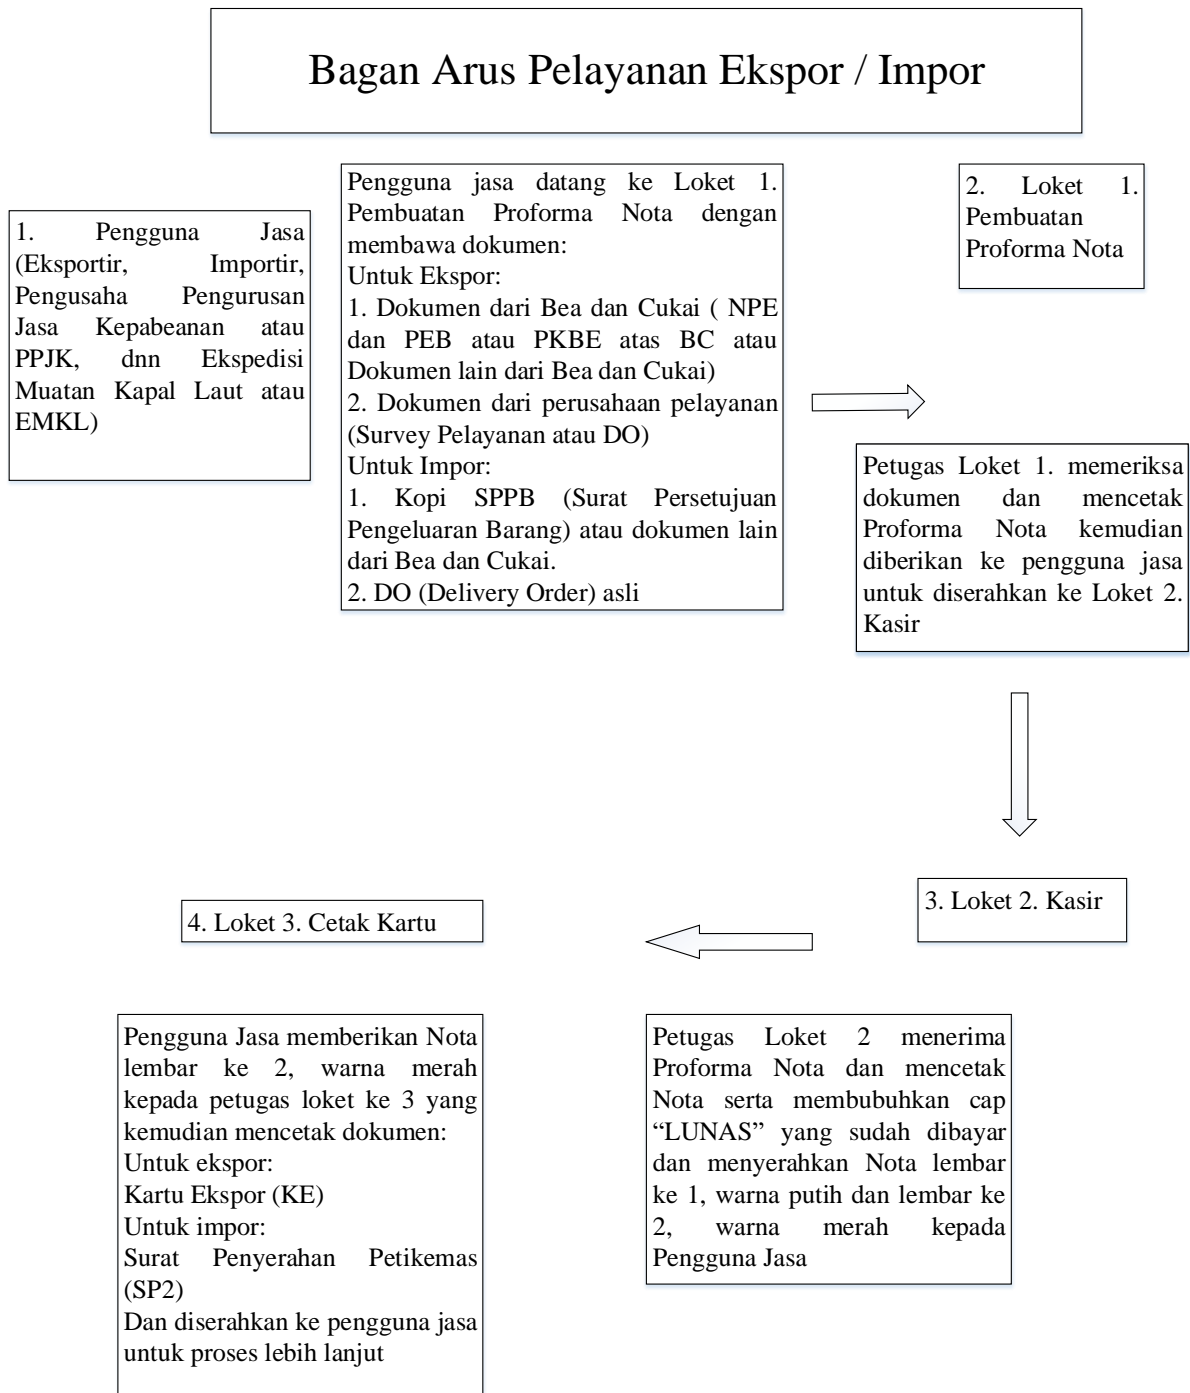 Bagan Arus Pelayanan Ekspor / Impor
1. Pengguna Jasa
(Eksportir, Importir,
Pengusaha Pengurusan
Jasa Kepabeanan atau
PPJK, dnn Ekspedisi
Muatan Kapal Laut atau
EMKL)
Pengguna jasa datang ke Loket 1.
Pembuatan Proforma Nota dengan
membawa dokumen:
Untuk Ekspor:
1. Dokumen dari Bea dan Cukai ( NPE
dan PEB atau PKBE atas BC atau
Dokumen lain dari Bea dan Cukai)
2. Dokumen dari perusahaan pelayanan
(Survey Pelayanan atau DO)
Untuk Impor:
1. Kopi SPPB (Surat Persetujuan
Pengeluaran Barang) atau dokumen lain
dari Bea dan Cukai.
2. DO (Delivery Order) asli
2. Loket 1.
Pembuatan
Proforma Nota
Petugas Loket 1. memeriksa
dokumen dan mencetak
Proforma Nota kemudian
diberikan ke pengguna jasa
untuk diserahkan ke Loket 2.
Kasir
3. Loket 2. Kasir
Petugas Loket 2 menerima
Proforma Nota dan mencetak
Nota serta membubuhkan cap
“LUNAS” yang sudah dibayar
dan menyerahkan Nota lembar
ke 1, warna putih dan lembar ke
2, warna merah kepada
Pengguna Jasa
4. Loket 3. Cetak Kartu
Pengguna Jasa memberikan Nota
lembar ke 2, warna merah
kepada petugas loket ke 3 yang
kemudian mencetak dokumen:
Untuk ekspor:
Kartu Ekspor (KE)
Untuk impor:
Surat Penyerahan Petikemas
(SP2)
Dan diserahkan ke pengguna jasa
untuk proses lebih lanjut